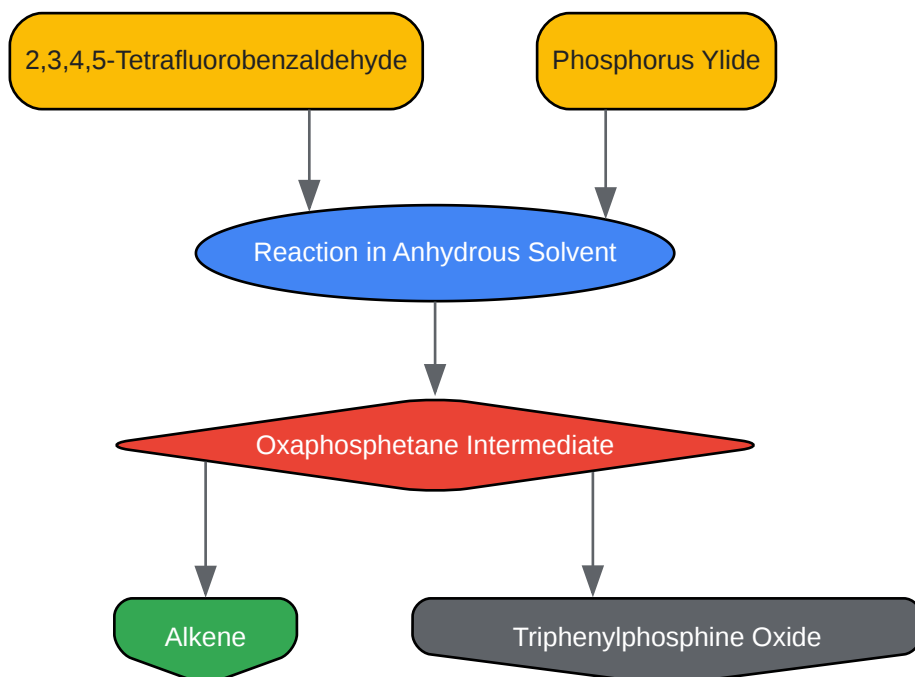 2,3,4,5-Tetrafluorobenzaldehyde
Phosphorus Ylide
Reaction in Anhydrous Solvent
Oxaphosphetane Intermediate
Alkene
Triphenylphosphine Oxide